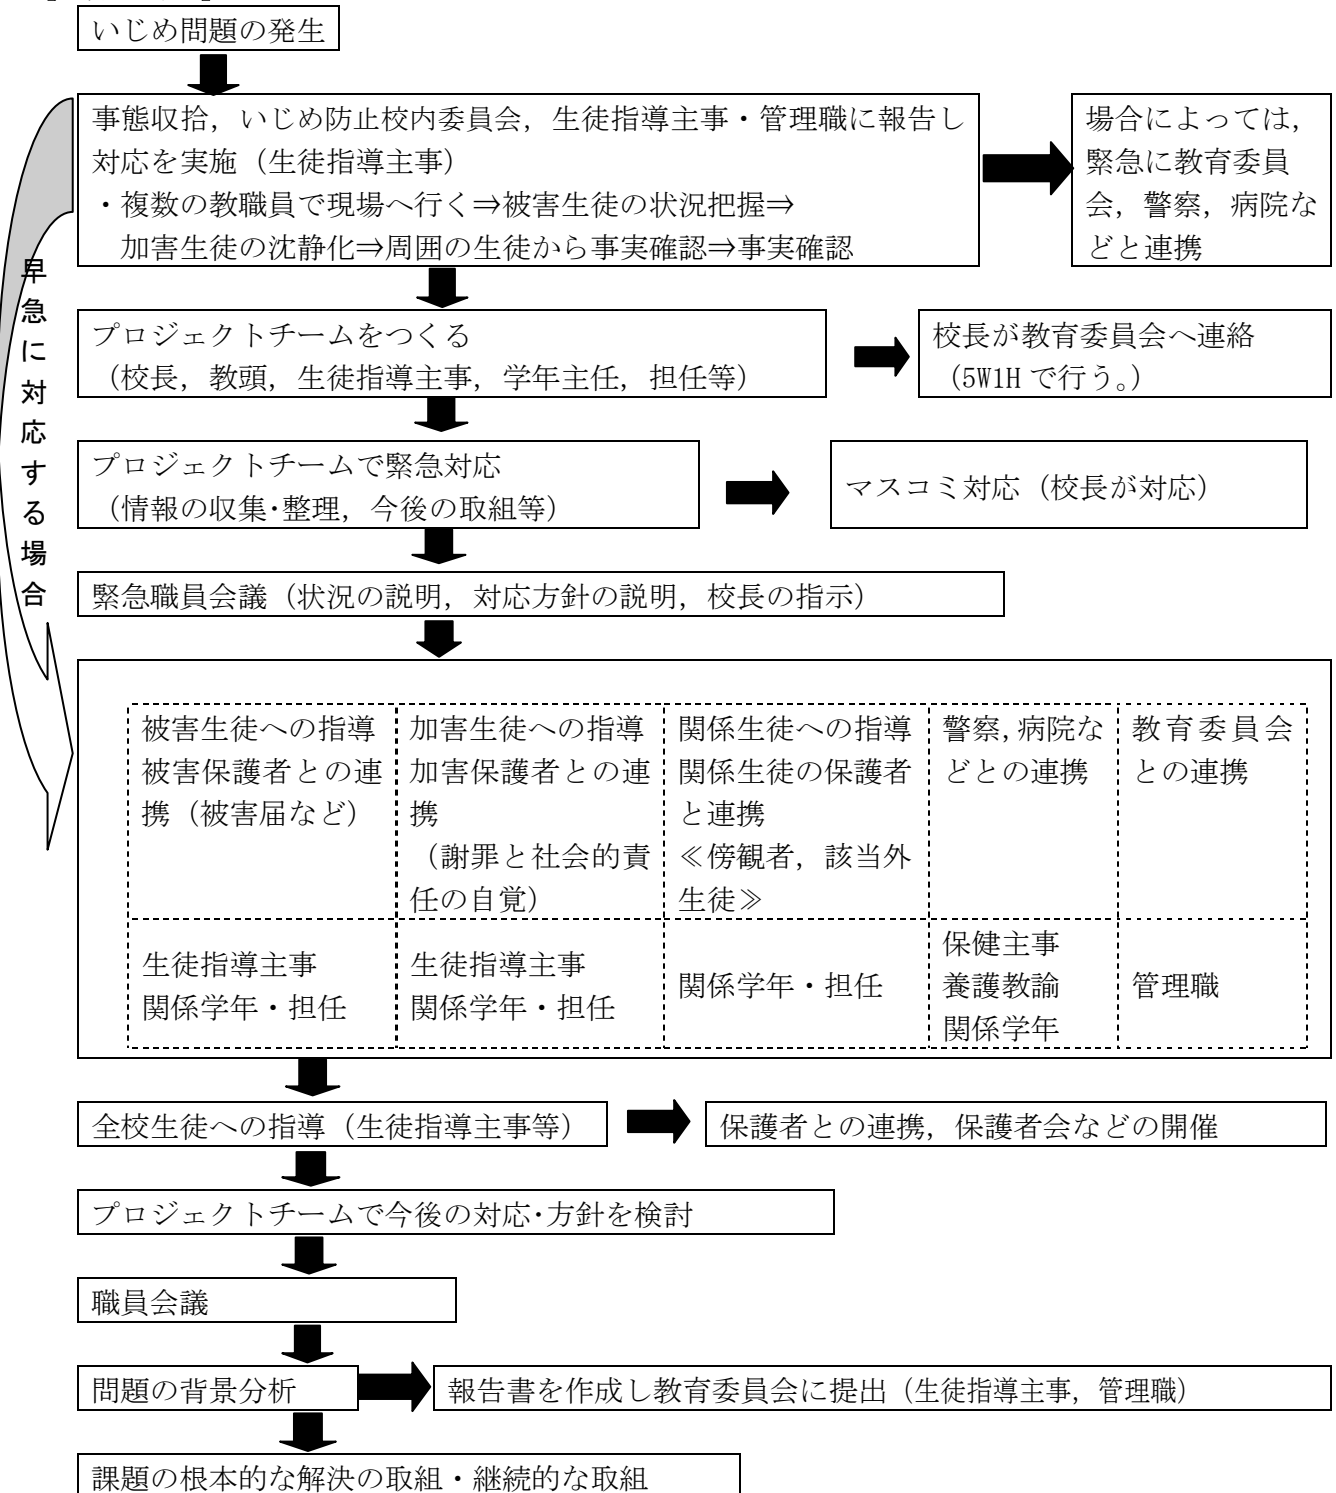 いじめ問題の発生
事態収拾，いじめ防止校内委員会，生徒指導主事・管理職に報告し
対応を実施（生徒指導主事）
・複数の教職員で現場へ行く⇒被害生徒の状況把握⇒
加害生徒の沈静化⇒周囲の生徒から事実確認⇒事実確認
場合によっては，
緊急に教育委員
会，警察，病院な
どと連携
早急に対応する場合
プロジェクトチームをつくる
（校長，教頭，生徒指導主事，学年主任，担任等）
校長が教育委員会へ連絡
（5W1Hで行う。）
プロジェクトチームで緊急対応
（情報の収集・整理，今後の取組等）
マスコミ対応（校長が対応）
緊急職員会議（状況の説明，対応方針の説明，校長の指示）
被害生徒への指導
被害保護者との連
携（被害届など）
加害生徒への指導
加害保護者との連
携
（謝罪と社会的責
任の自覚）
関係生徒への指導
関係生徒の保護者
と連携
≪傍観者，該当外
生徒≫
警察，病院な
どとの連携
教育委員会
との連携
生徒指導主事
関係学年・担任
生徒指導主事
関係学年・担任
関係学年・担任
保健主事
養護教諭
関係学年
管理職
全校生徒への指導（生徒指導主事等）
保護者との連携，保護者会などの開催
プロジェクトチームで今後の対応・方針を検討
職員会議
問題の背景分析
報告書を作成し教育委員会に提出（生徒指導主事，管理職）
課題の根本的な解決の取組・継続的な取組